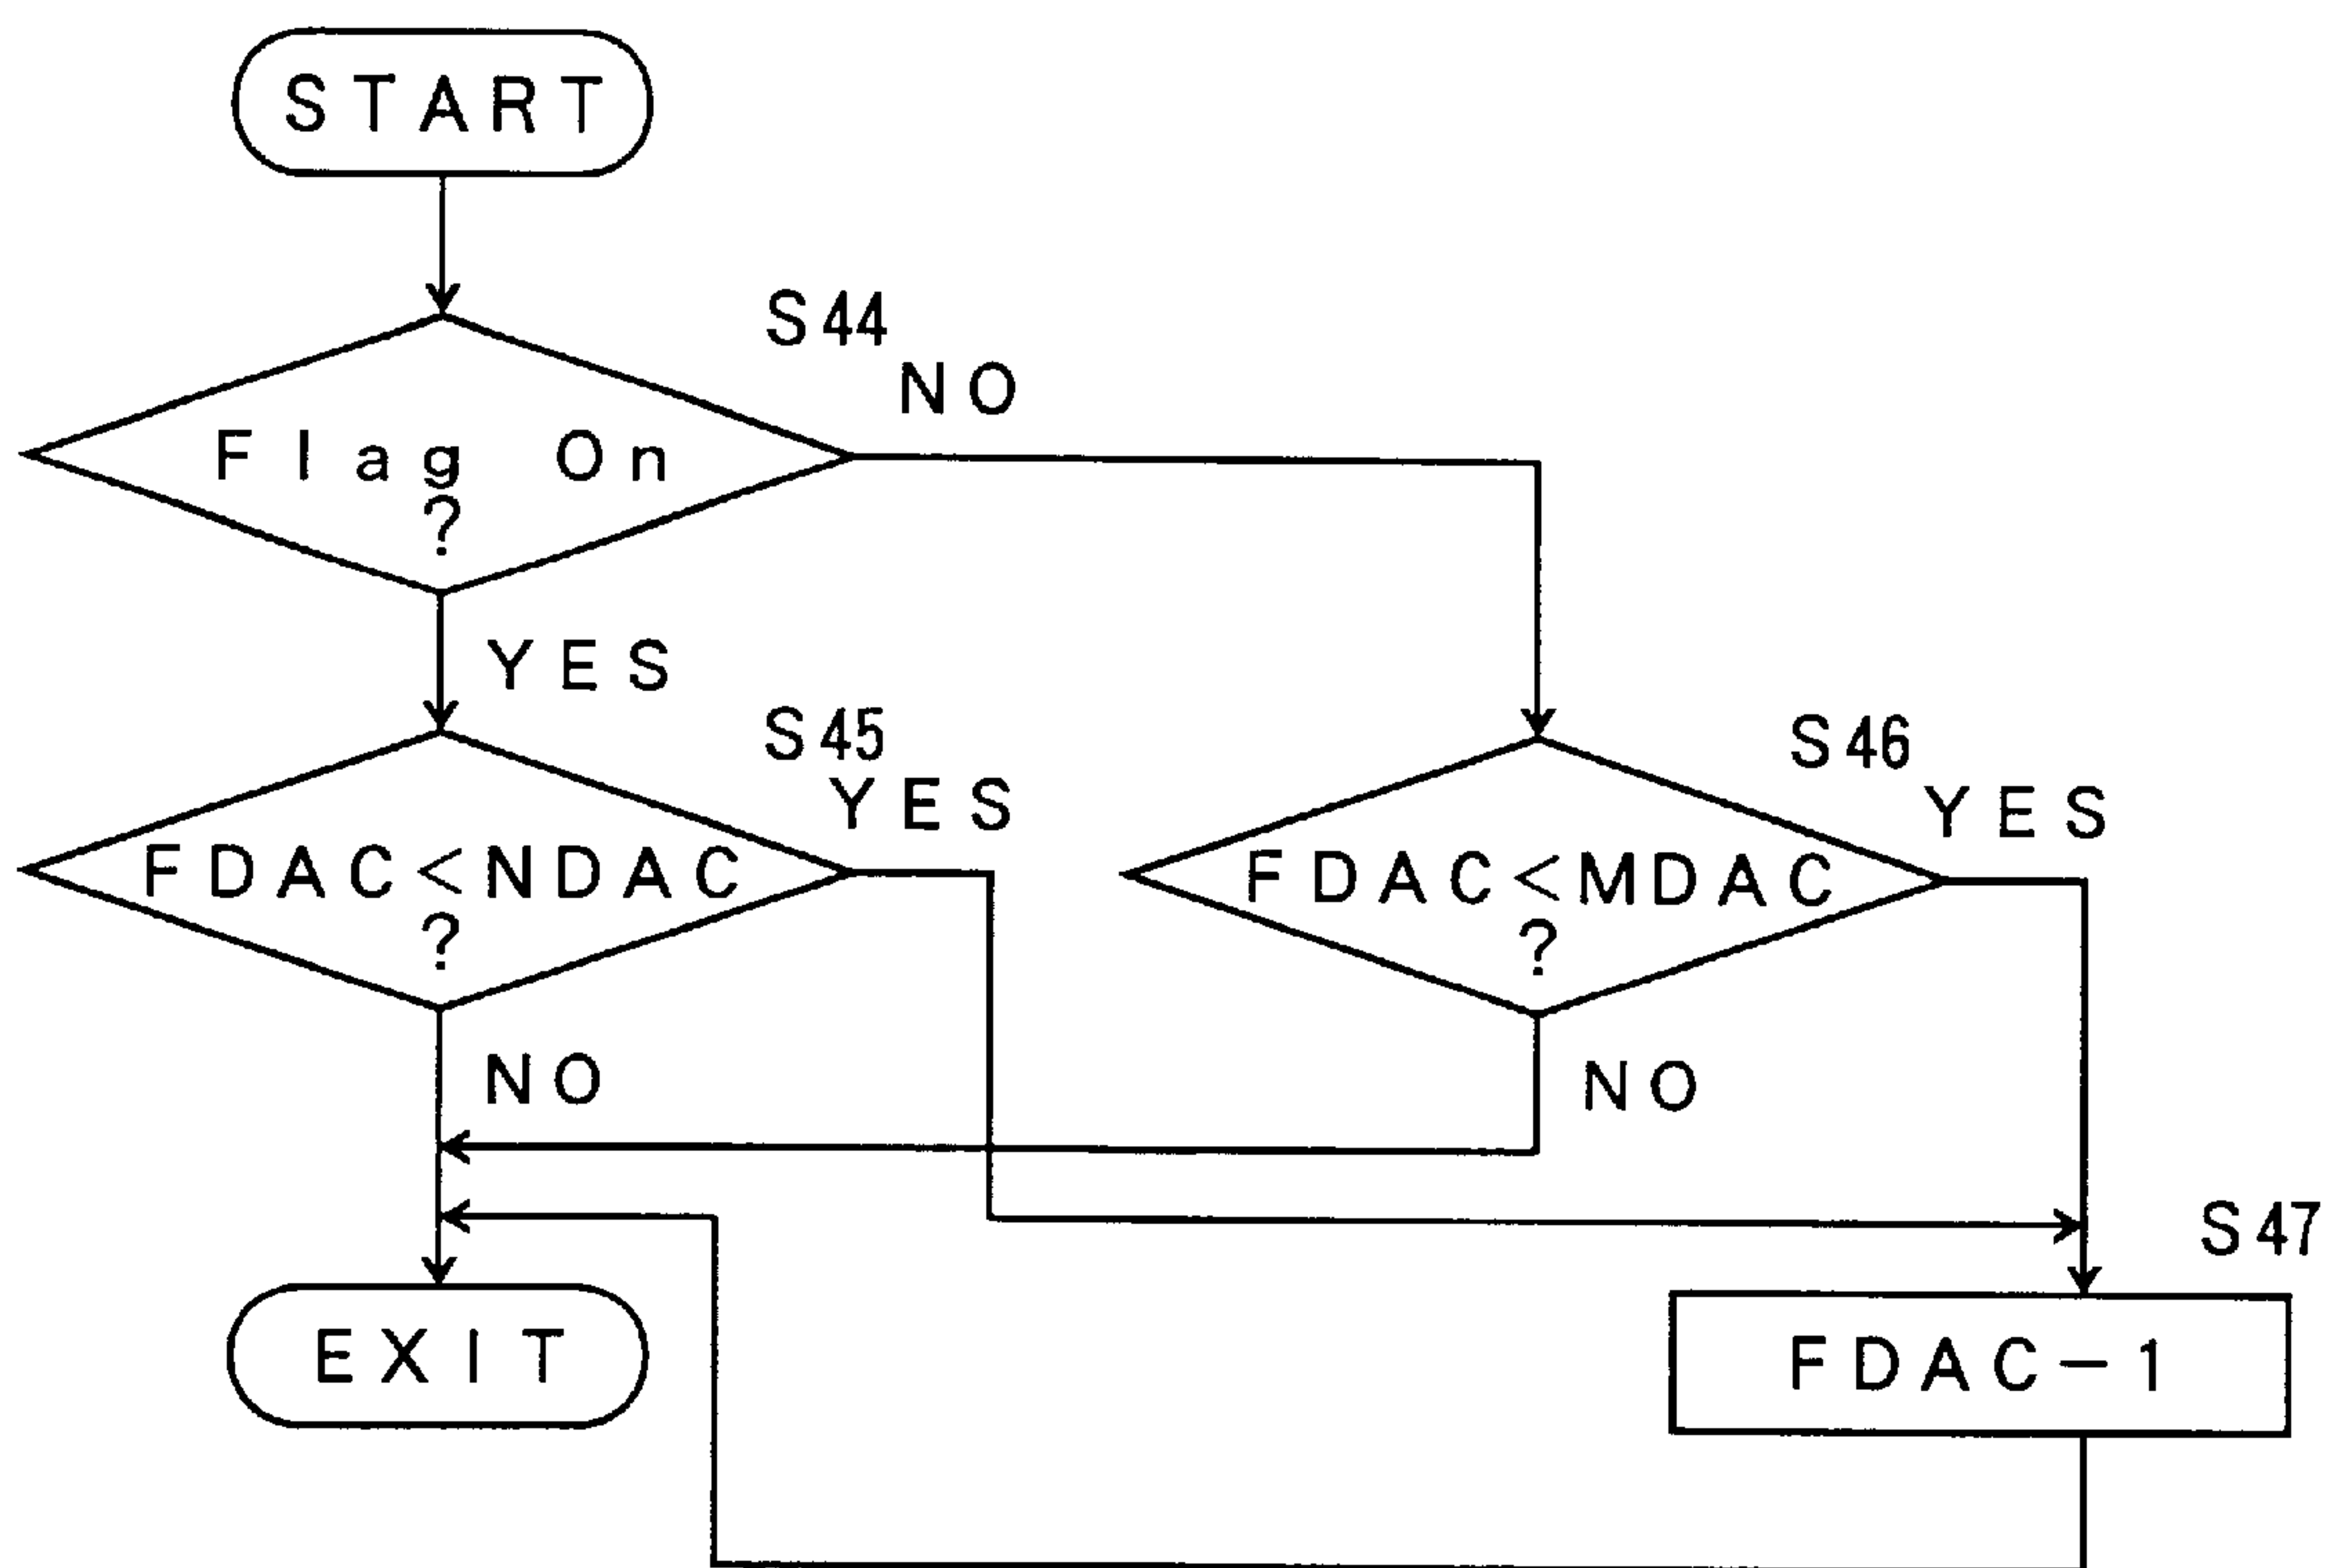 START
S44
NO
Flag On
?
YES
S45
YES
S46
YES
FDAC<NDAC
?
FDAC<MDAC
?
NO
NO
S47
EXIT
FDAC-1